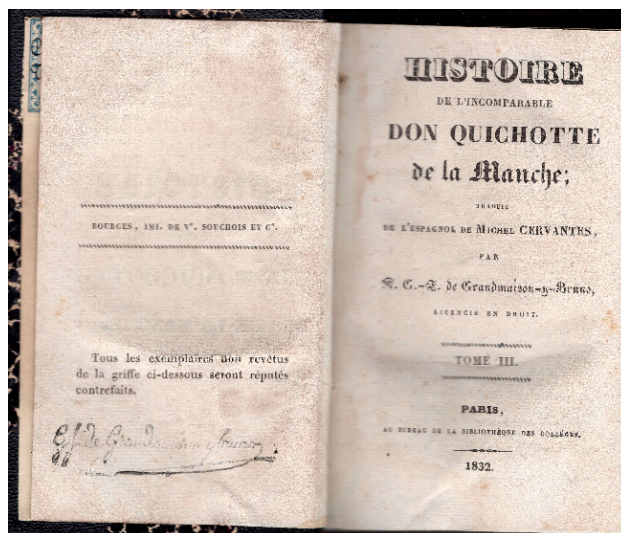 BOURGES, IMP. DE Vᵉ. SOUCHOIS ET Cᵉ.
Tous les exemplaires non revêtus
de la griffe ci-dessous seront réputés
contrefaits.
HISTOIRE
DE L'INCOMPARABLE
DON QUICHOTTE
de la Manche;
TRADUIT
DE L'ESPAGNOL DE MICHEL CERVANTES,
PAR
de Grandmaison-y-Bruno,
LICENCIÉ EN DROIT.
TOME III.
PARIS,
AU BUREAU DE LA BIBLIOTHÈQUE DES COLLÉGES.
1832.